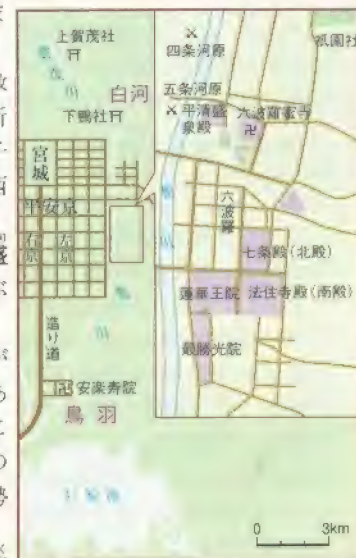 上賀茂社
下鴨社
白河
宮城
平安京
右京
左京
造り道
安楽寿院
鳥羽
四条河原
祇園社
五条河原
平清盛
泉殿
六波羅蜜寺
六波羅
七条殿(北殿)
蓮華王院
法住寺殿(南殿)
最勝光院
0 3km